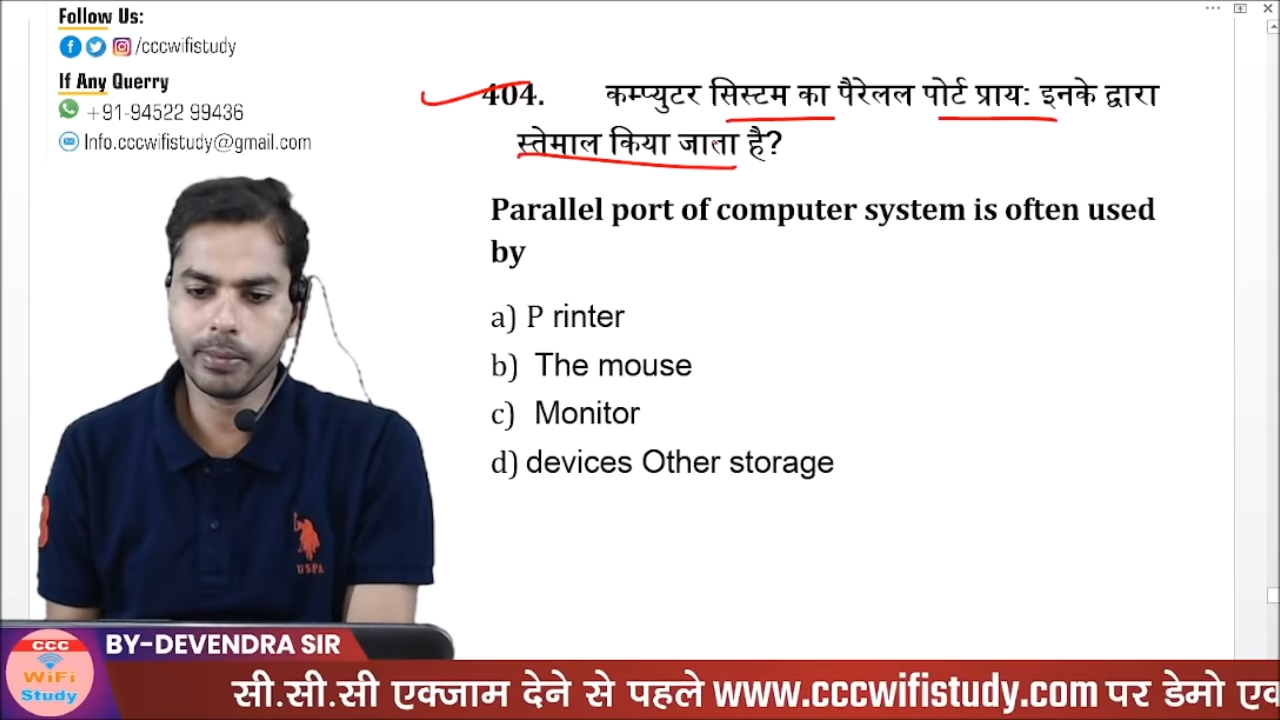 Follow Us:
/cccwifistudy
If Any Querry
+91-94522 99436
Info.cccwifistudy@gmail.com
404. कम्प्युटर सिस्टम का पैरेलल पोर्ट प्राय: इनके द्वारा
स्तेमाल किया जाता है?
Parallel port of computer system is often used
by
a) P rinter
b) The mouse
c) Monitor
d) devices Other storage
USPA
BY-DEVENDRA SIR
CCC
WiFi
Study
सी.सी.सी एक्जाम देने से पहले www.cccwifistudy.com पर डेमो एक